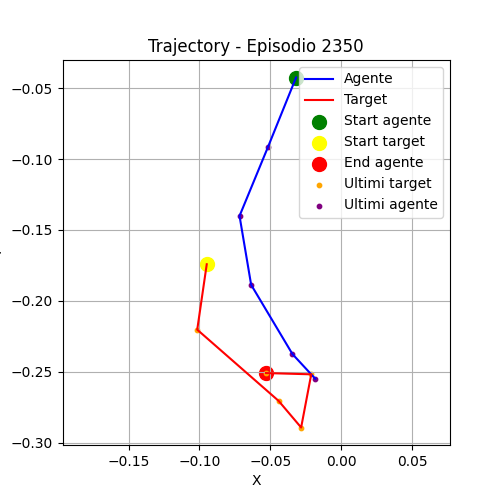 Trajectory - Episodio 2350
Agente
Target
Start agente
Start target
End agente
Ultimi target
Ultimi agente
−0.05
−0.10
−0.15
−0.20
−0.25
−0.30
−0.15
−0.10
−0.05
0.00
0.05
X